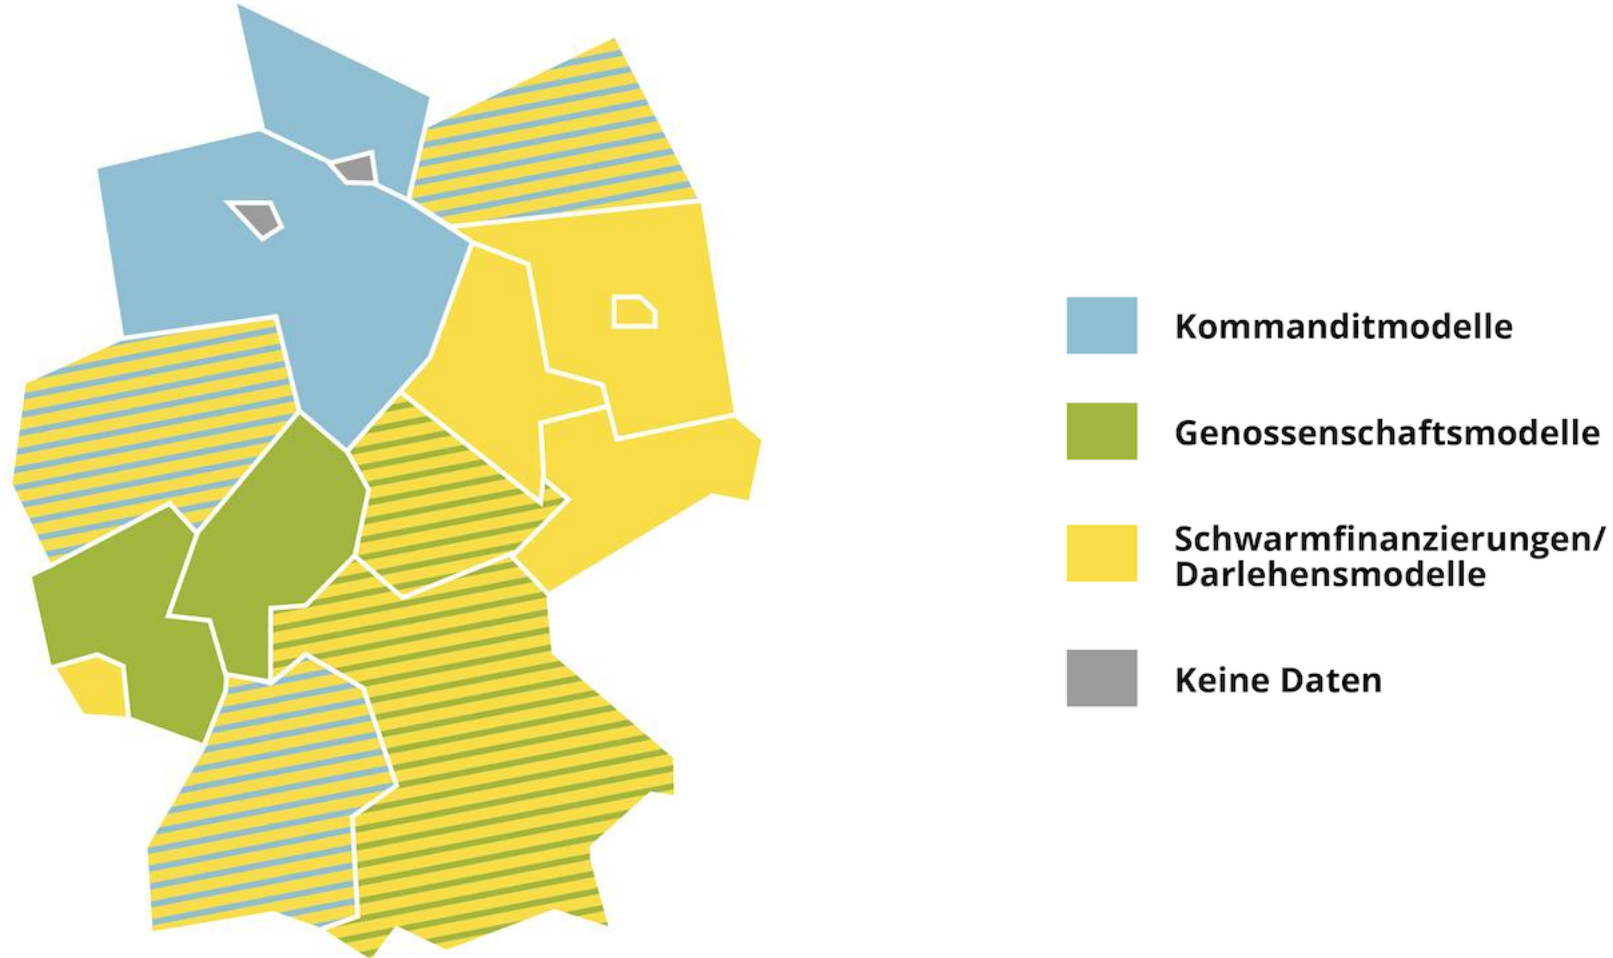 Kommanditmodelle
Genossenschaftsmodelle
Schwarmfinanzierungen/
Darlehensmodelle
Keine Daten